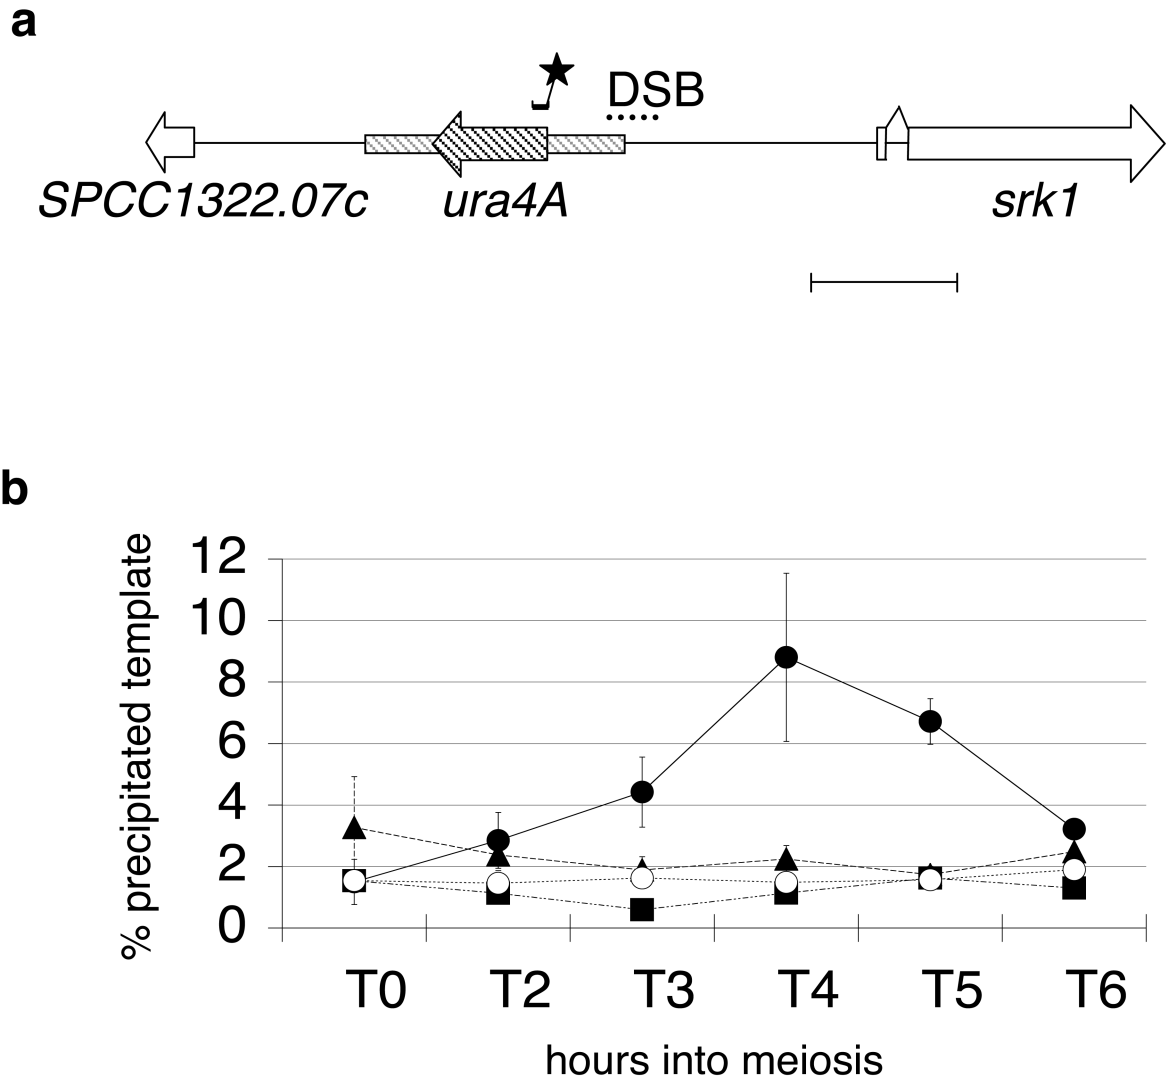 a
DSB
SPCC1322.07c ura4A srk1
b
% precipitated template
12
10
8
6
4
2
0
T0 T2 T3 T4 T5 T6
hours into meiosis